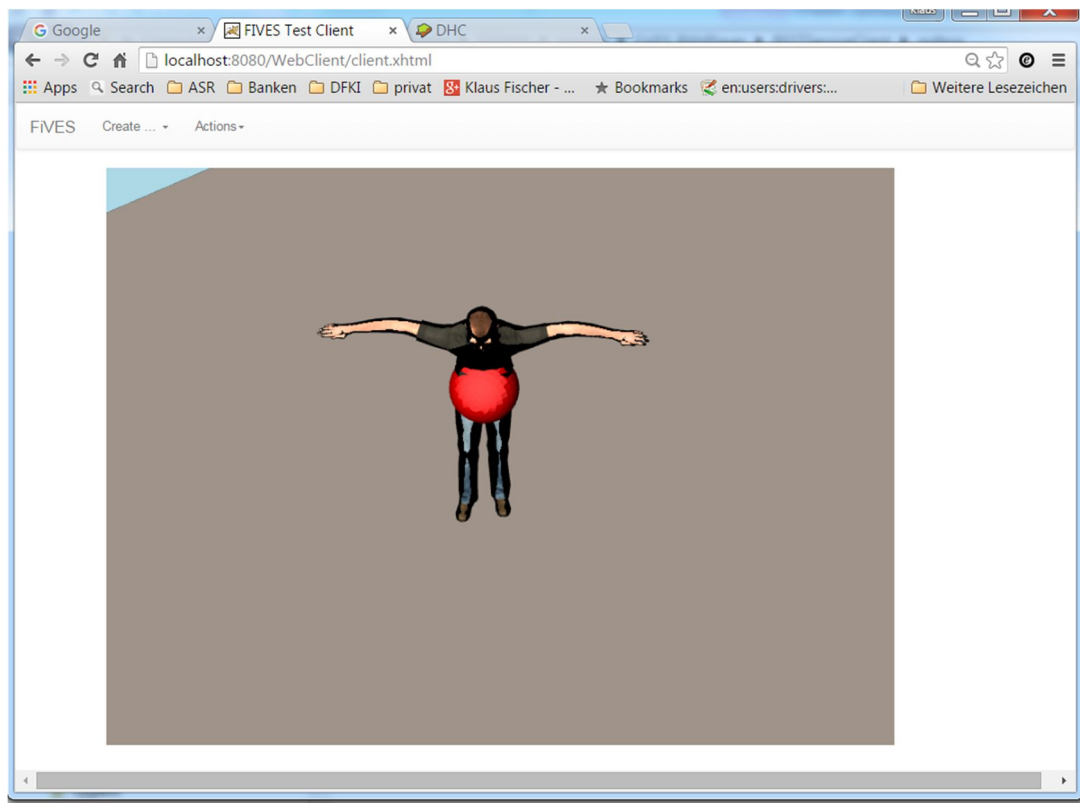 Klaus
Google × FIVES Test Client × DHC ×
localhost:8080/WebClient/client.xhtml
Apps Search ASR Banken DFKI privat Klaus Fischer - ... Bookmarks en:users:drivers:... Weitere Lesezeichen
FiVES Create ... Actions